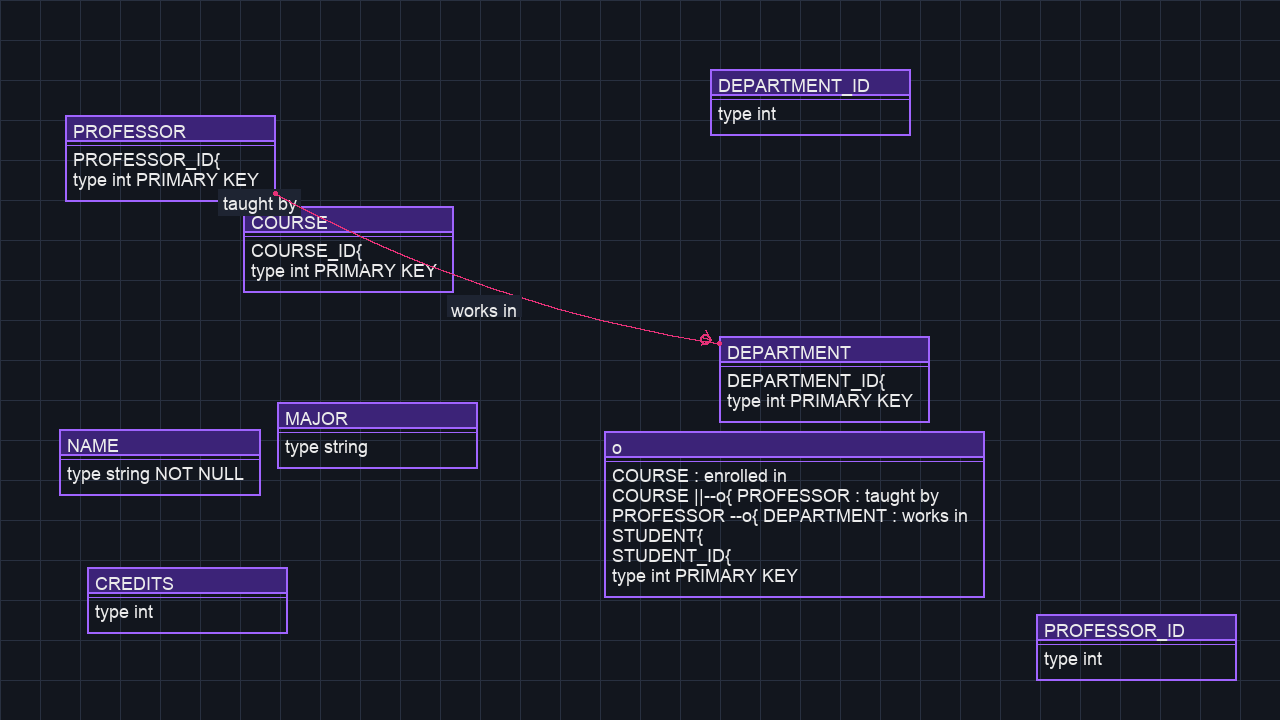 DEPARTMENT_ID
type int
PROFESSOR
PROFESSOR_ID{
type int PRIMARY KEY
taught by
COURSE
COURSE_ID{
type int PRIMARY KEY
works in
DEPARTMENT
DEPARTMENT_ID{
type int PRIMARY KEY
MAJOR
type string
NAME
type string NOT NULL
o
COURSE : enrolled in
COURSE ||--o{ PROFESSOR : taught by
PROFESSOR --o{ DEPARTMENT : works in
STUDENT{
STUDENT_ID{
type int PRIMARY KEY
CREDITS
type int
PROFESSOR_ID
type int